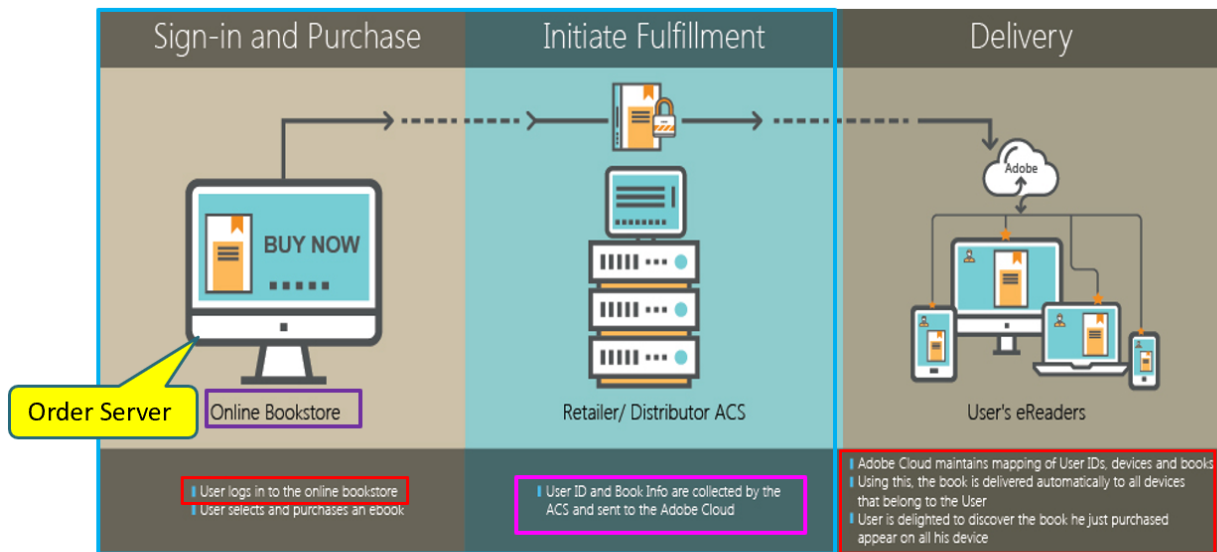 Sign-in and Purchase
Initiate Fulfillment
Delivery
Adobe
BUY NOW
Order Server
Online Bookstore
Retailer/ Distributor ACS
User's eReaders
User logs in to the online bookstore
User selects and purchases an ebook
User ID and Book Info are collected by the
ACS and sent to the Adobe Cloud
Adobe Cloud maintains mapping of User IDs, devices and books
Using this, the book is delivered automatically to all devices
that belong to the User
User is delighted to discover the book he just purchased
appear on all his device